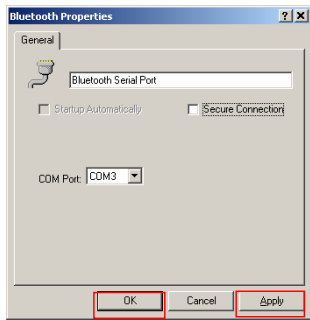 Bluetooth Properties
General
Bluetooth Serial Port
Startup Automatically Secure Connection
COM Port: COM3
OK Cancel Apply